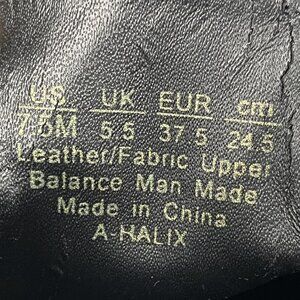 US UK EUR cm
7.5M 5.5 37.5 24.5
Leather/Fabric Upper
Balance Man Made
Made in China
A-HALIX